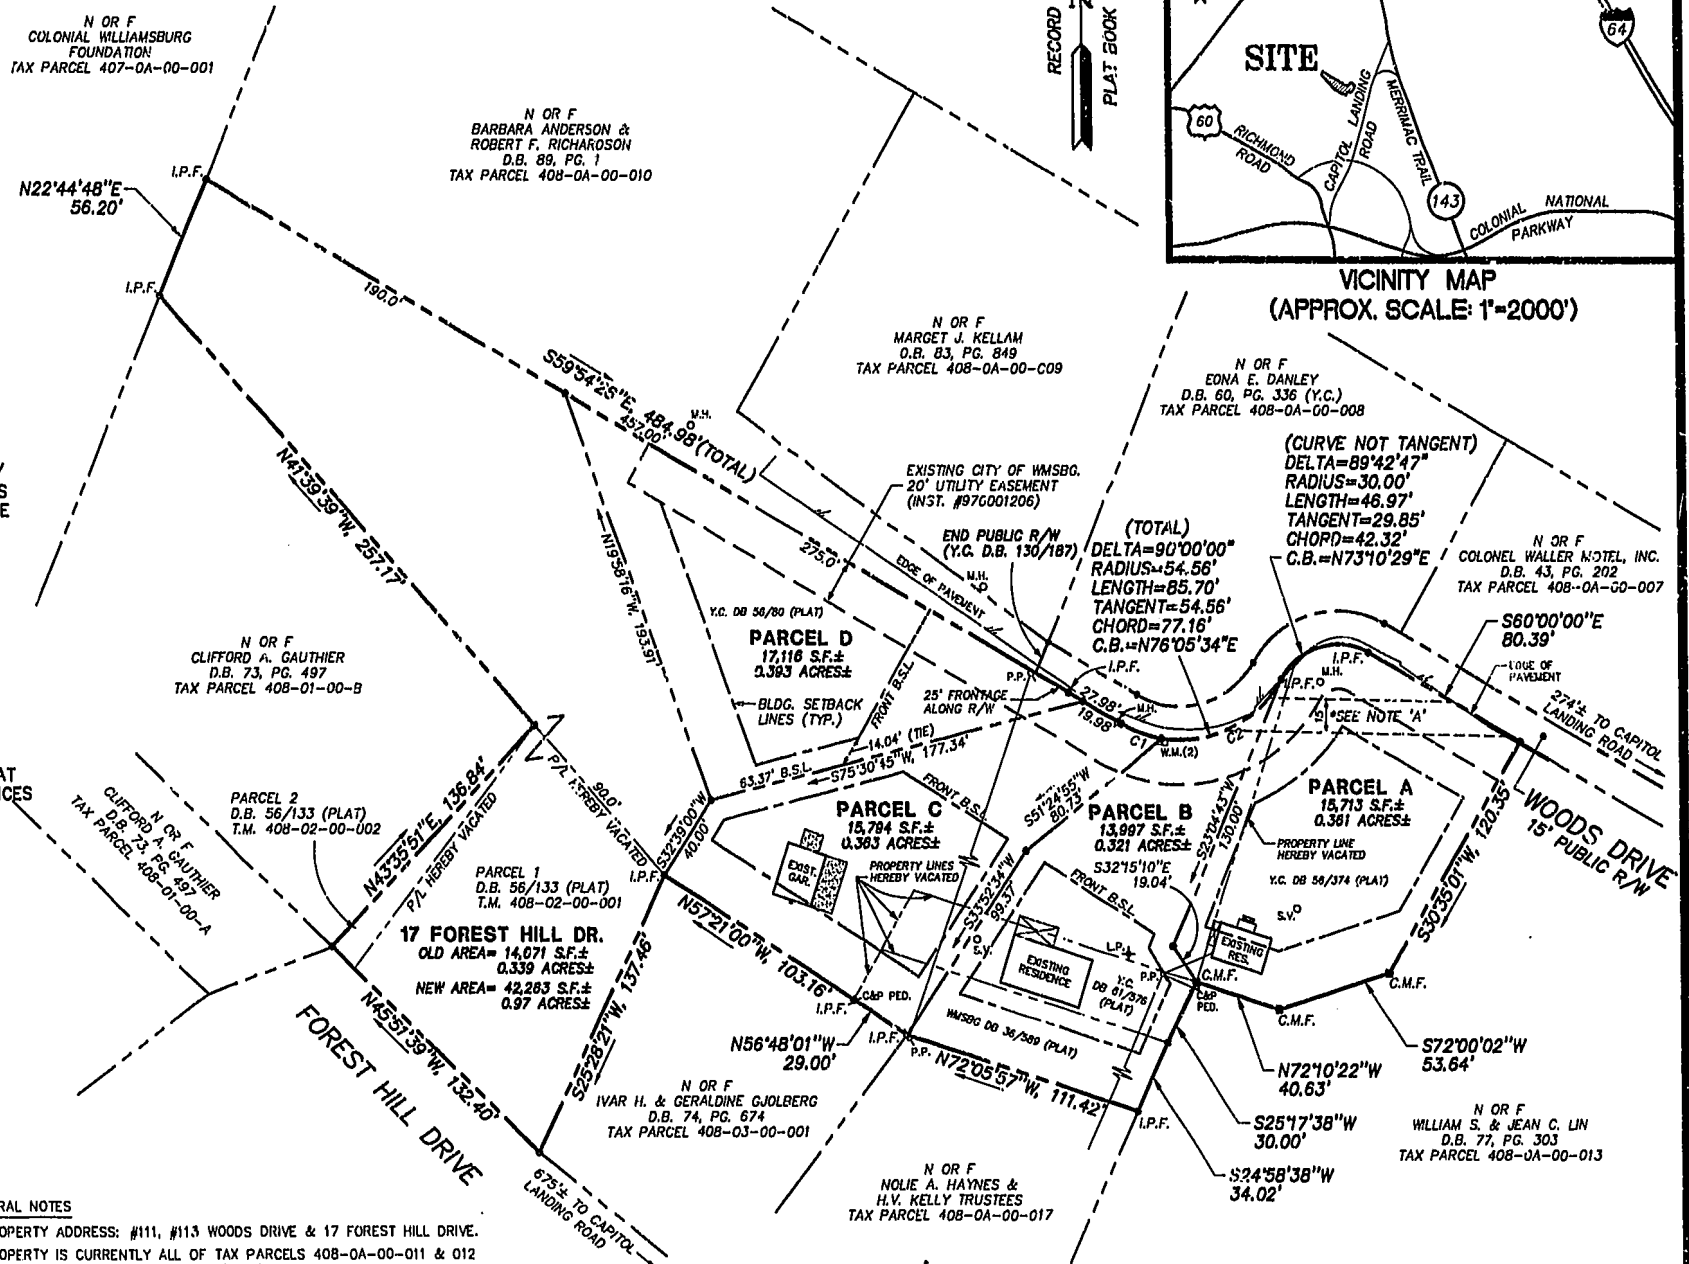 N OR F
COLONIAL WILLIAMSBURG
FOUNDATION
TAX PARCEL 407-0A-00-001
N22°44'48"E
56.20'
I.P.F.
I.P.F.
N OR F
BARBARA ANDERSON &
ROBERT F. RICHARDSON
D.B. 89, PG. 1
TAX PARCEL 408-0A-00-010
RECORD
PLAT BOOK
SITE
64
60
RICHMOND
ROAD
CAPITOL LANDING
ROAD
MERRIMAC TRAIL
143
COLONIAL NATIONAL
PARKWAY
VICINITY MAP
(APPROX. SCALE: 1"=2000')
190.0'
S59°54'25"E, 484.98'(TOTAL)
457.00'
M.H.
N OR F
MARGET J. KELLAM
D.B. 83, PG. 849
TAX PARCEL 408-0A-00-C09
N OR F
EDNA E. DANLEY
D.B. 60, PG. 336 (Y.C.)
TAX PARCEL 408-0A-00-008
(CURVE NOT TANGENT)
DELTA=89°42'47"
RADIUS=30.00'
LENGTH=46.97'
TANGENT=29.85'
CHORD=42.32'
C.B.=N73°10'29"E
EXISTING CITY OF WMSBG.
20' UTILITY EASEMENT
(INST. #970001206)
END PUBLIC R/W
(Y.C. D.B. 130/187)
(TOTAL)
DELTA=90°00'00"
RADIUS=54.56'
LENGTH=85.70'
TANGENT=54.56'
CHORD=77.16'
C.B.=N76°05'34"E
N OR F
COLONEL WALLER MOTEL, INC.
D.B. 43, PG. 202
TAX PARCEL 408-0A-00-007
S60°00'00"E
80.39'
EDGE OF
PAVEMENT
274'± TO CAPITOL
LANDING ROAD
N41°39'39"W, 257.17'
N19°58'16"W, 193.97'
275.0'
EDGE OF PAVEMENT
M.H.
Y.C. DB 56/80 (PLAT)
PARCEL D
17,116 S.F.±
0.393 ACRES±
BLDG. SETBACK
LINES (TYP.)
FRONT B.S.L.
P.P.
I.P.F.
25' FRONTAGE
ALONG R/W
27.98'
19.98'
M.H.
C1
W.M.(2)
C2
I.P.F.
I.P.F.
M.H.
*SEE NOTE 'A'
N OR F
CLIFFORD A. GAUTHIER
D.B. 73, PG. 497
TAX PARCEL 408-01-00-B
14.04' (TIE)
S75°30'15"W, 177.34'
63.37' B.S.L.
S32°39'00"W
40.00'
I.P.F.
FRONT B.S.L.
PARCEL C
15,794 S.F.±
0.363 ACRES±
EXIST.
GAR.
PROPERTY LINES
HEREBY VACATED
S51°24'55"W
80.73'
PARCEL B
13,997 S.F.±
0.321 ACRES±
S32°15'10"E
19.04'
S23°04'43"W
130.00'
PARCEL A
15,713 S.F.±
0.361 ACRES±
PROPERTY LINE
HEREBY VACATED
Y.C. DB 56/374 (PLAT)
S.V.
S30°35'01"W, 120.35'
WOODS DRIVE
15' PUBLIC R/W
N OR F
CLIFFORD A. GAUTHIER
D.B. 73, PG. 497
TAX PARCEL 408-01-00-A
PARCEL 2
D.B. 56/133 (PLAT)
T.M. 408-02-00-002
N43°35'51"E, 136.84'
P/L HEREBY VACATED
90.0'
P/L HEREBY VACATED
PARCEL 1
D.B. 56/133 (PLAT)
T.M. 408-02-00-001
17 FOREST HILL DR.
OLD AREA= 14,071 S.F.±
0.339 ACRES±
NEW AREA= 42,263 S.F.±
0.97 ACRES±
N57°21'00"W, 103.16'
S33°52'34"W
S.V.
FRONT B.S.L.
EXISTING
RESIDENCE
L.P.
Y.C.
DB 61/576
(PLAT)
P.P.
EXISTING
RES.
C.M.F.
C&P
PED.
C.M.F.
C.M.F.
WMSBG DB 36/589 (PLAT)
C&P PED.
I.P.F.
I.P.F.
P.P.
N45°51'39"W, 132.40'
S25°28'21"W, 137.46'
FOREST HILL DRIVE
675'± TO CAPITOL
LANDING ROAD
N56°48'01"W
29.00'
N72°05'57"W, 111.42'
I.P.F.
S72°00'02"W
53.64'
N72°10'22"W
40.63'
S25°17'38"W
30.00'
S24°58'38"W
34.02'
N OR F
IVAR H. & GERALDINE GJOLBERG
D.B. 74, PG. 674
TAX PARCEL 408-03-00-001
N OR F
NOLIE A. HAYNES &
H.V. KELLY TRUSTEES
TAX PARCEL 408-0A-00-017
N OR F
WILLIAM S. & JEAN C. LIN
D.B. 77, PG. 303
TAX PARCEL 408-0A-00-013
RAL NOTES
OPERTY ADDRESS: #111, #113 WOODS DRIVE & 17 FOREST HILL DRIVE.
OPERTY IS CURRENTLY ALL OF TAX PARCELS 408-0A-00-011 & 012